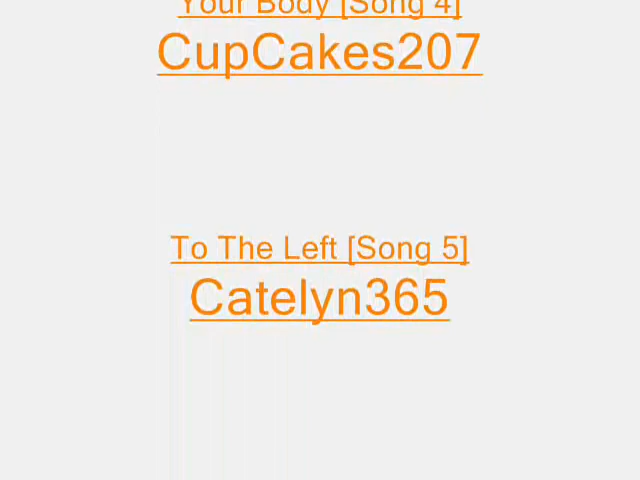 Your Body [Song 4]
CupCakes207
To The Left [Song 5]
Catelyn365